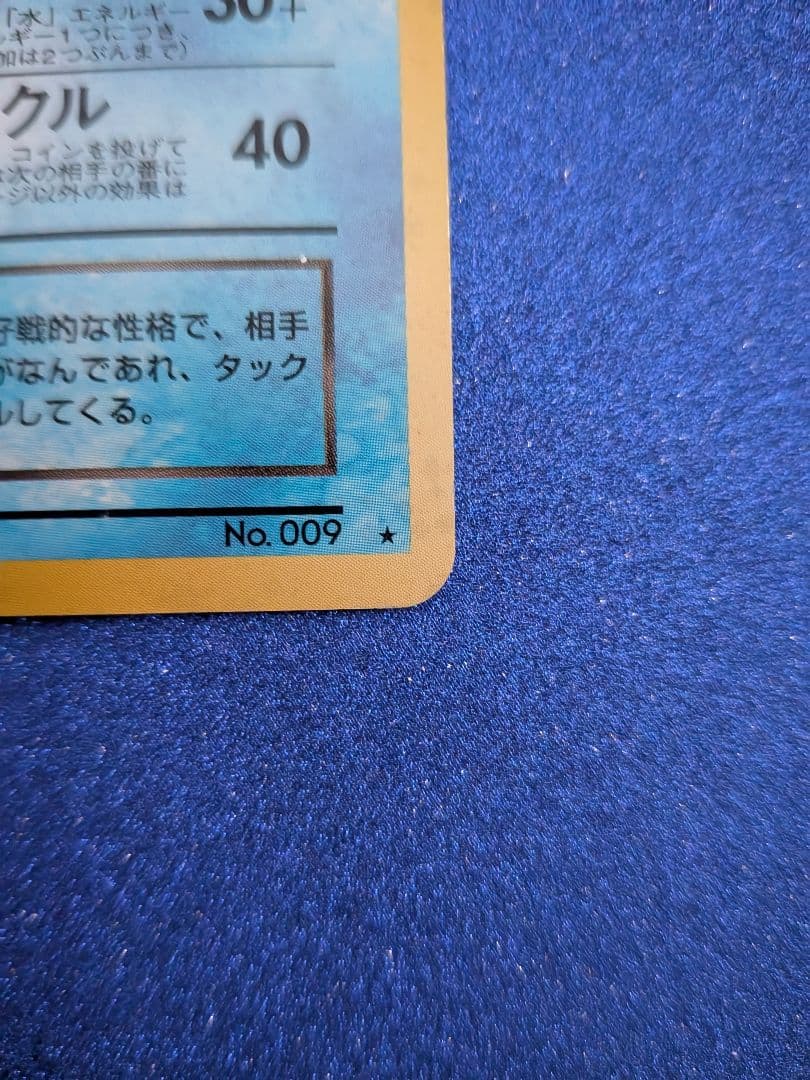 「水」エネルギー 30+
ギー1つにつき、
加は2つぶんまで）
クル 40
コインを投げて
次の相手の番に
ジ以外の効果は
戦的な性格で、相手
がなんであれ、タック
ルしてくる。
No. 009 ★